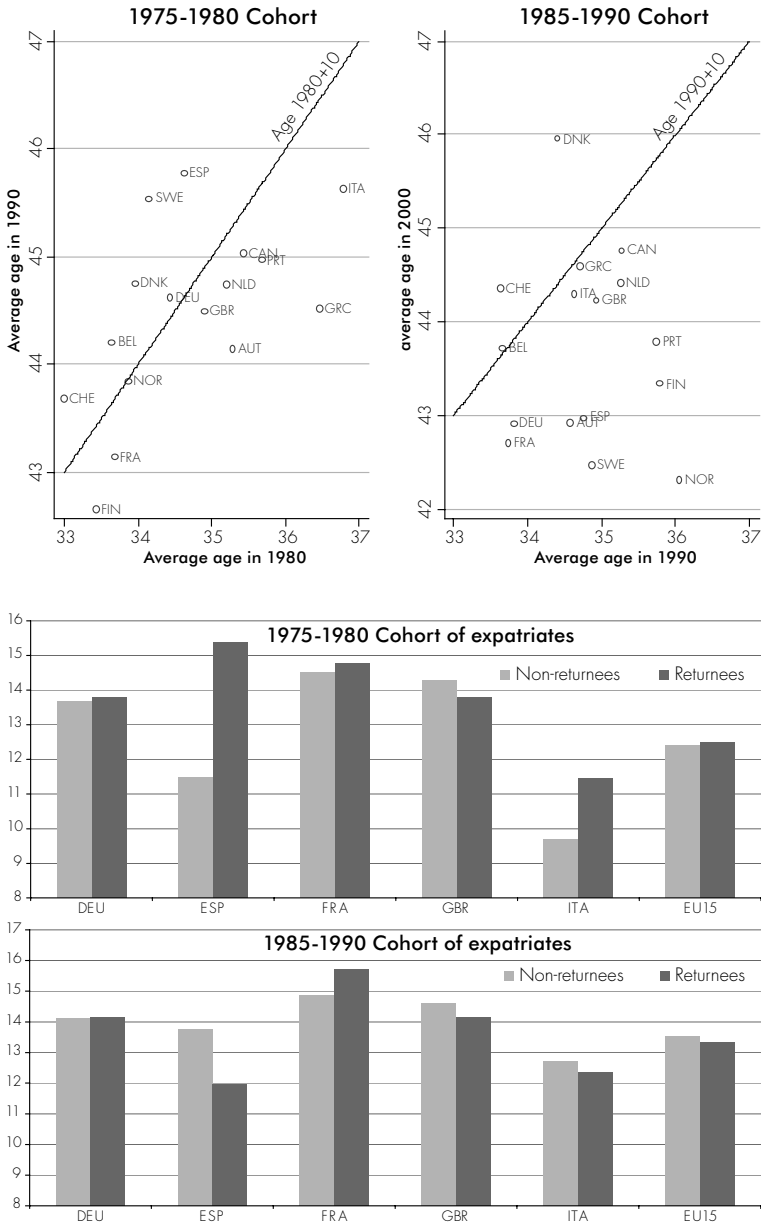 1975-1980 Cohort
1985-1990 Cohort
Average age in 1990
47
46
45
44
43
Age 1980+10
ESP
SWE
ITA
CAN
PRT
DNK
NLD
DEU
GBR
GRC
BEL
AUT
NOR
CHE
FRA
FIN
33 34 35 36 37
Average age in 1980
average age in 2000
47
46
45
44
43
42
Age 1990+10
DNK
CAN
GRC
NLD
CHE
ITA
GBR
BEL
PRT
FIN
ESP
DEU
AUT
FRA
SWE
NOR
33 34 35 36 37
Average age in 1990
1975-1980 Cohort of expatriates
Non-returnees Returnees
16
15
14
13
12
11
10
9
8
DEU ESP FRA GBR ITA EU15
1985-1990 Cohort of expatriates
Non-returnees Returnees
17
16
15
14
13
12
11
10
9
8
DEU ESP FRA GBR ITA EU15